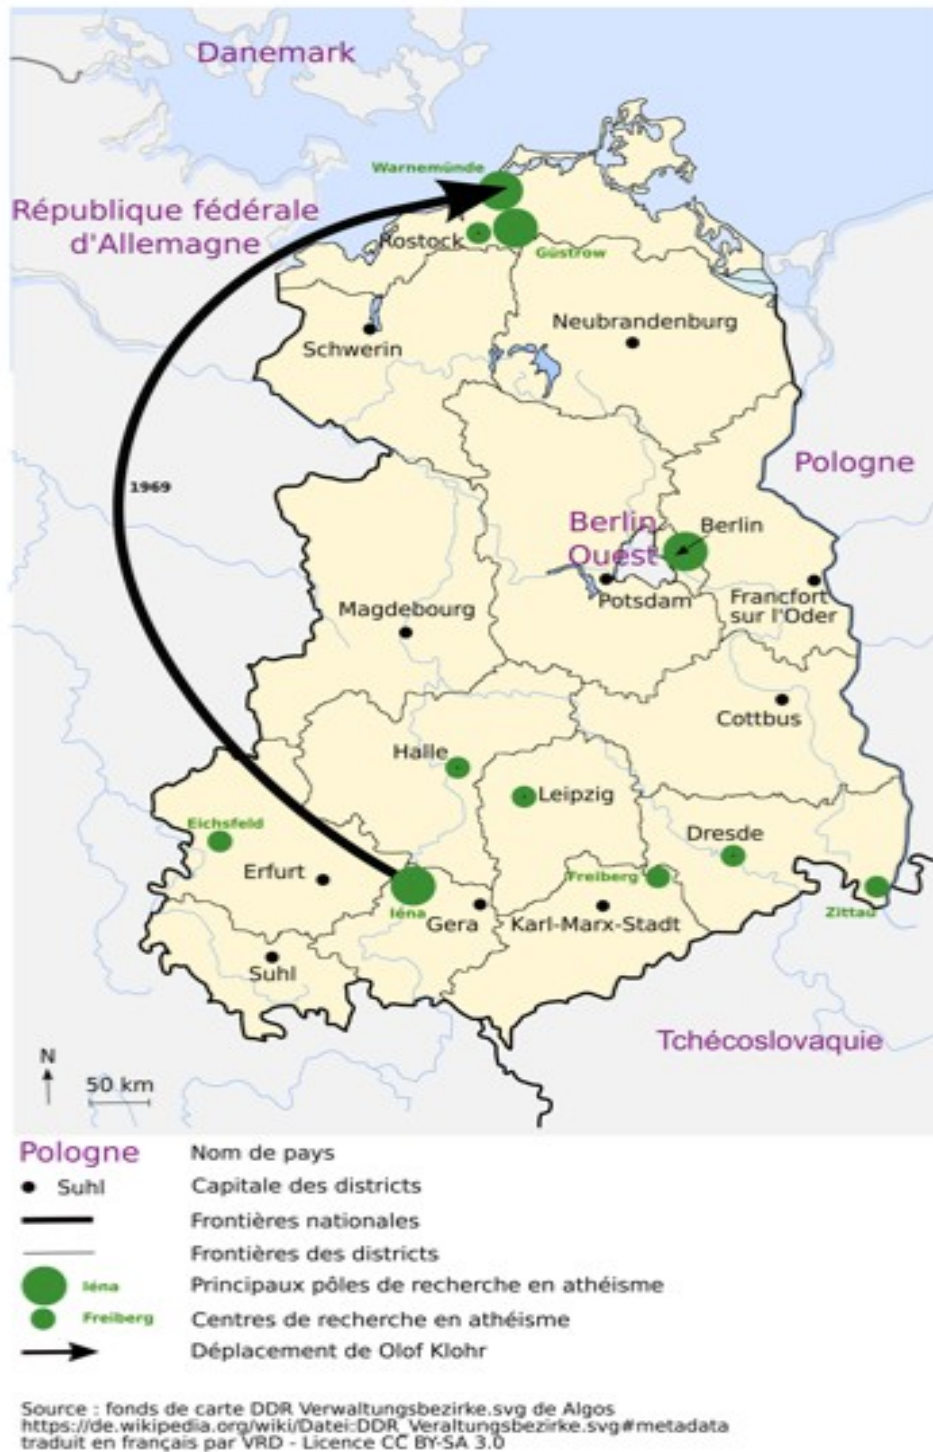 Danemark
Warnemünde
République fédérale
d'Allemagne
Rostock
Güstrow
Neubrandenburg
Schwerin
Pologne
1969
Berlin
Ouest
Berlin
Potsdam
Francfort
sur l'Oder
Magdebourg
Cottbus
Halle
Leipzig
Eichsfeld
Dresde
Erfurt
Freiberg
Iéna
Gera
Karl-Marx-Stadt
Zittau
Suhl
Tchécoslovaquie
N
50 km
Pologne Nom de pays
Suhl Capitale des districts
Frontières nationales
Frontières des districts
Iéna Principaux pôles de recherche en athéisme
Freiberg Centres de recherche en athéisme
Déplacement de Olof Klohr
Source : fonds de carte DDR Verwaltungsbezirke.svg de Algos
https://de.wikipedia.org/wiki/Datei:DDR_Veraltungsbezirke.svg#metadata
traduit en français par VRD - Licence CC BY-SA 3.0